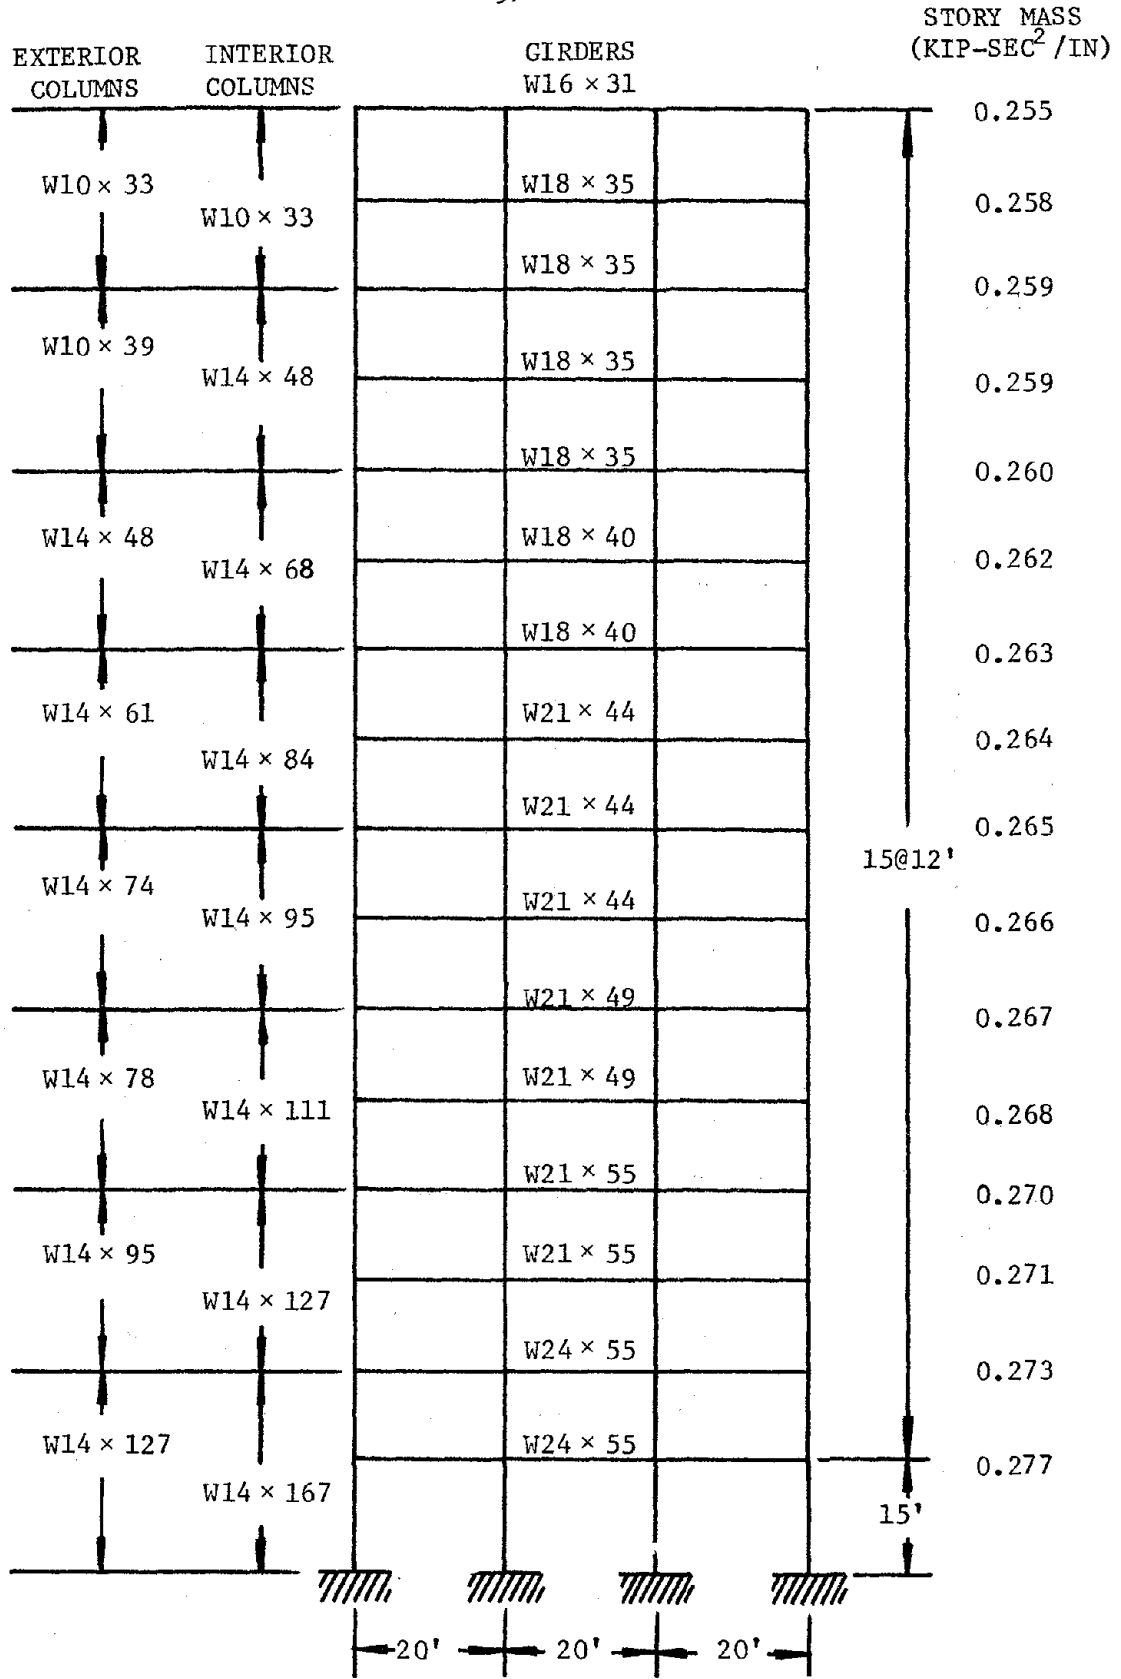 STORY MASS
(KIP-SEC²/IN)
EXTERIOR
COLUMNS
INTERIOR
COLUMNS
GIRDERS
W16 × 31
0.255
W10 × 33
W10 × 33
W18 × 35
0.258
W18 × 35
0.259
W10 × 39
W14 × 48
W18 × 35
0.259
W18 × 35
0.260
W14 × 48
W14 × 68
W18 × 40
0.262
W18 × 40
0.263
W14 × 61
W14 × 84
W21 × 44
0.264
W21 × 44
0.265
15@12'
W14 × 74
W14 × 95
W21 × 44
0.266
W21 × 49
0.267
W14 × 78
W14 × 111
W21 × 49
0.268
W21 × 55
0.270
W14 × 95
W14 × 127
W21 × 55
0.271
W24 × 55
0.273
W14 × 127
W14 × 167
W24 × 55
0.277
15'
20'
20'
20'